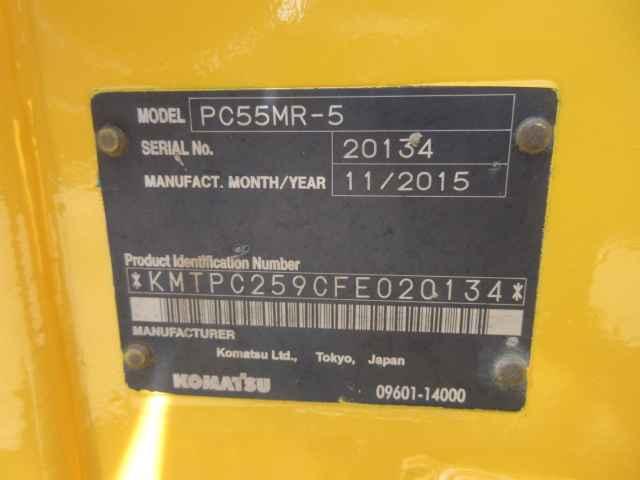 MODEL PC55MR-5
SERIAL No. 20134
MANUFACT. MONTH/YEAR 11/2015
Product Identification Number
*KMTPC259CFE020134*
MANUFACTURER
Komatsu Ltd., Tokyo, Japan
KOMATSU 09601-14000